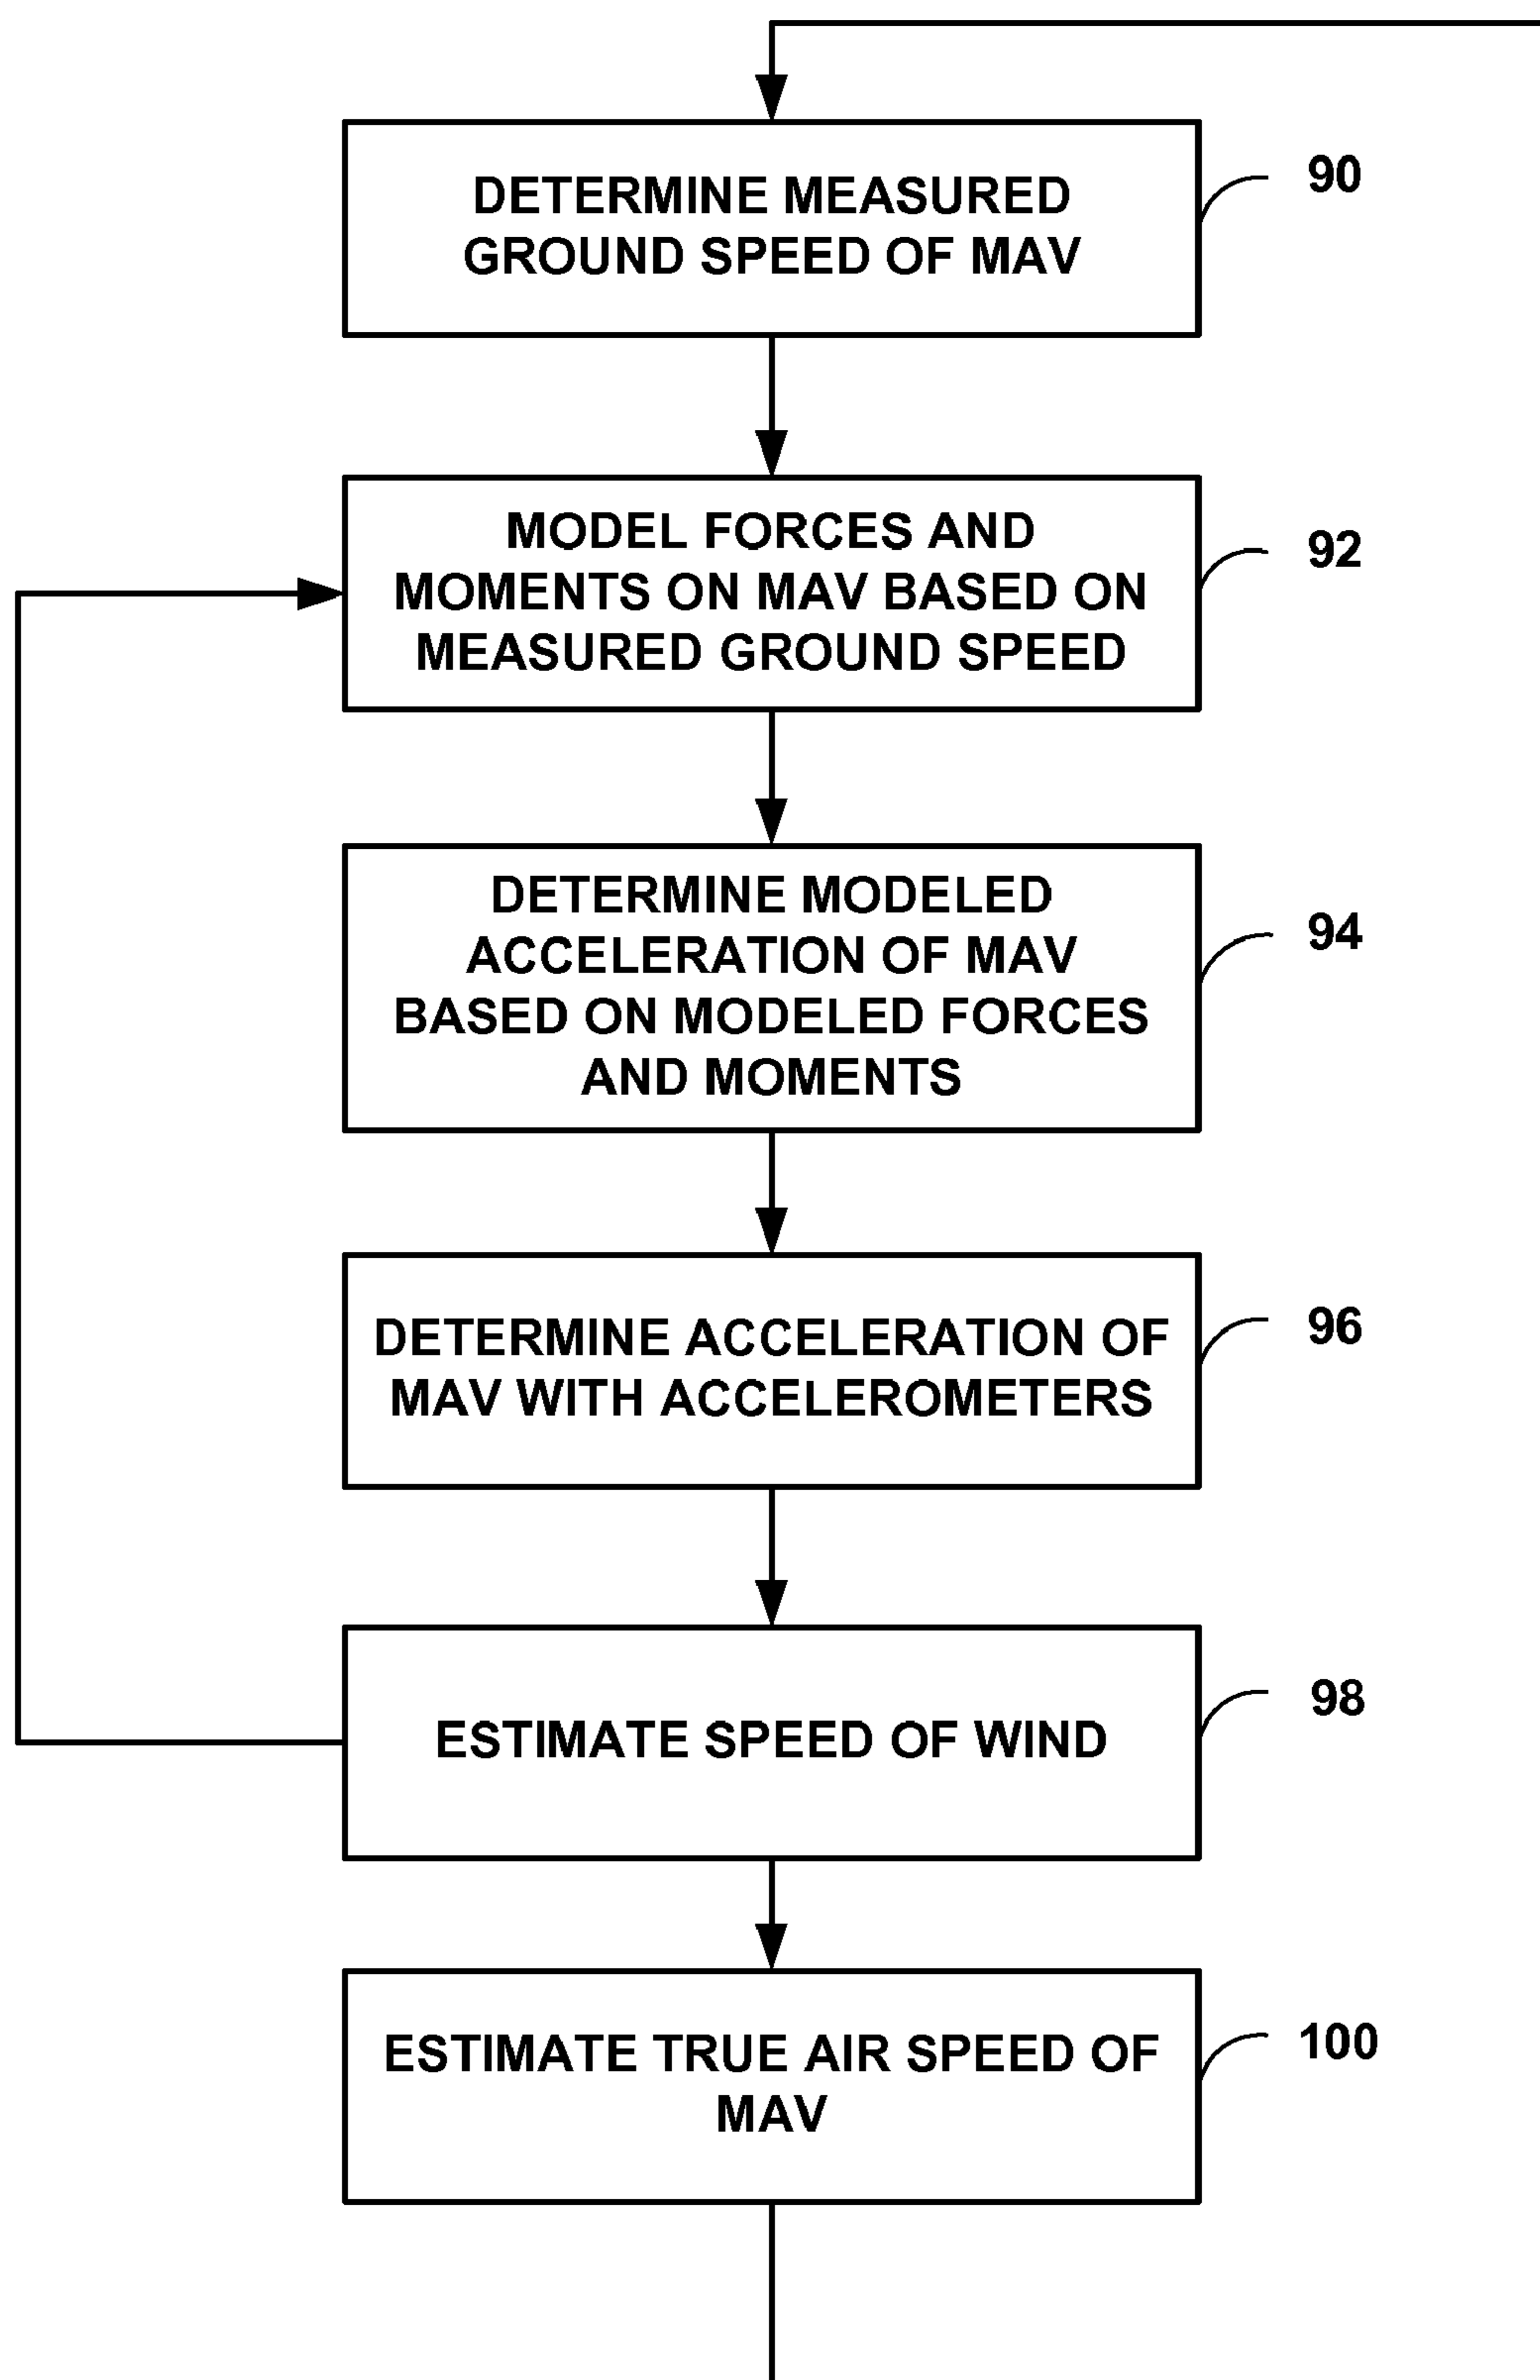 DETERMINE MEASURED
GROUND SPEED OF MAV
90
MODEL FORCES AND
MOMENTS ON MAV BASED ON
MEASURED GROUND SPEED
92
DETERMINE MODELED
ACCELERATION OF MAV
BASED ON MODELED FORCES
AND MOMENTS
94
DETERMINE ACCELERATION OF
MAV WITH ACCELEROMETERS
96
ESTIMATE SPEED OF WIND
98
ESTIMATE TRUE AIR SPEED OF
MAV
100